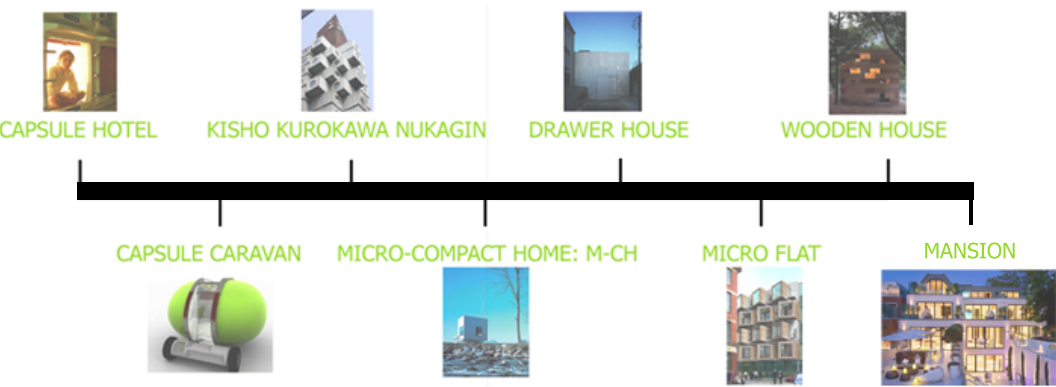 CAPSULE HOTEL
KISHO KUROKAWA NUKAGIN
DRAWER HOUSE
WOODEN HOUSE
CAPSULE CARAVAN
MICRO-COMPACT HOME: M-CH
MICRO FLAT
MANSION